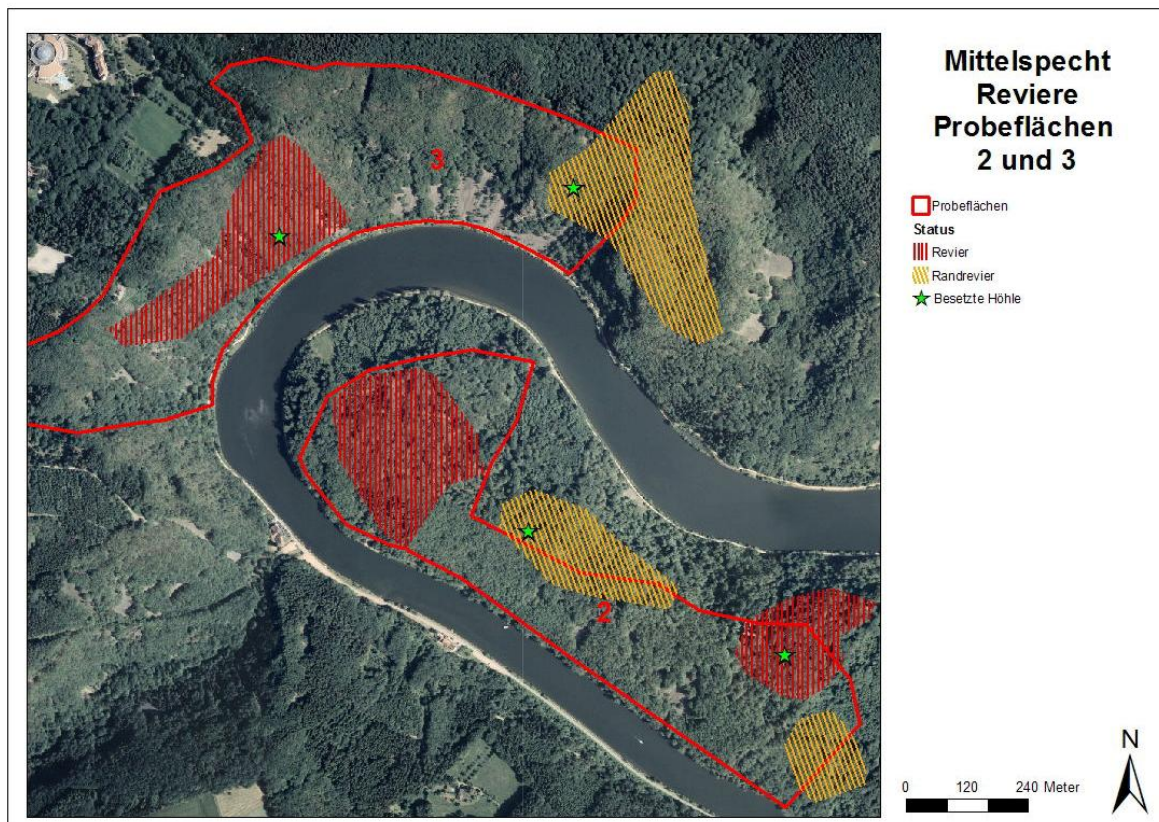 Mittelspecht
Reviere
Probeflächen
2 und 3
Probeflächen
Status
Revier
Randrevier
Besetzte Höhle
3
2
N
0 120 240 Meter